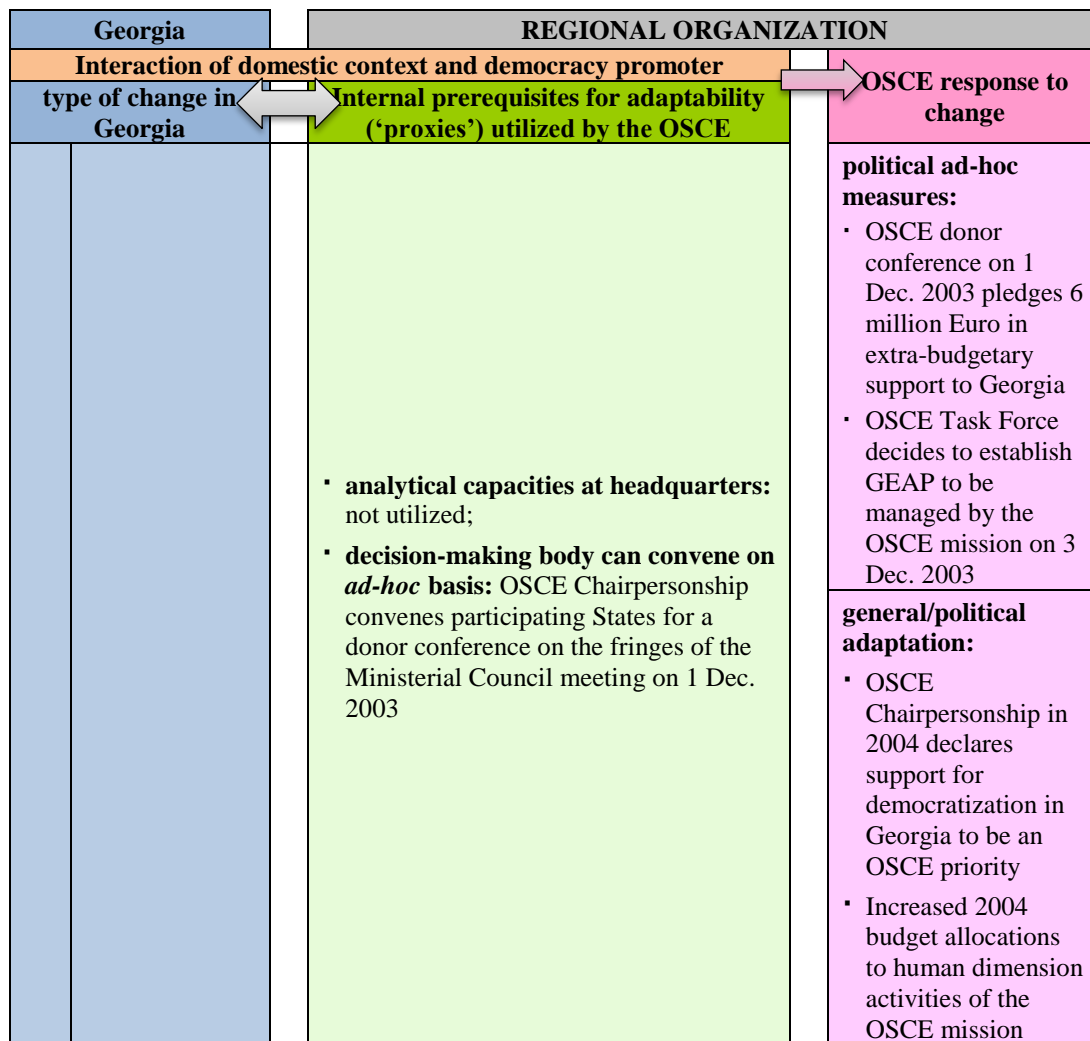 Georgia
REGIONAL ORGANIZATION
Interaction of domestic context and democracy promoter
type of change in
Georgia
Internal prerequisites for adaptability
(‘proxies’) utilized by the OSCE
OSCE response to
change
▪ analytical capacities at headquarters:
not utilized;
▪ decision-making body can convene on
ad-hoc basis: OSCE Chairpersonship
convenes participating States for a
donor conference on the fringes of the
Ministerial Council meeting on 1 Dec.
2003
political ad-hoc
measures:
▪ OSCE donor
conference on 1
Dec. 2003 pledges 6
million Euro in
extra-budgetary
support to Georgia
▪ OSCE Task Force
decides to establish
GEAP to be
managed by the
OSCE mission on 3
Dec. 2003
general/political
adaptation:
▪ OSCE
Chairpersonship in
2004 declares
support for
democratization in
Georgia to be an
OSCE priority
▪ Increased 2004
budget allocations
to human dimension
activities of the
OSCE mission